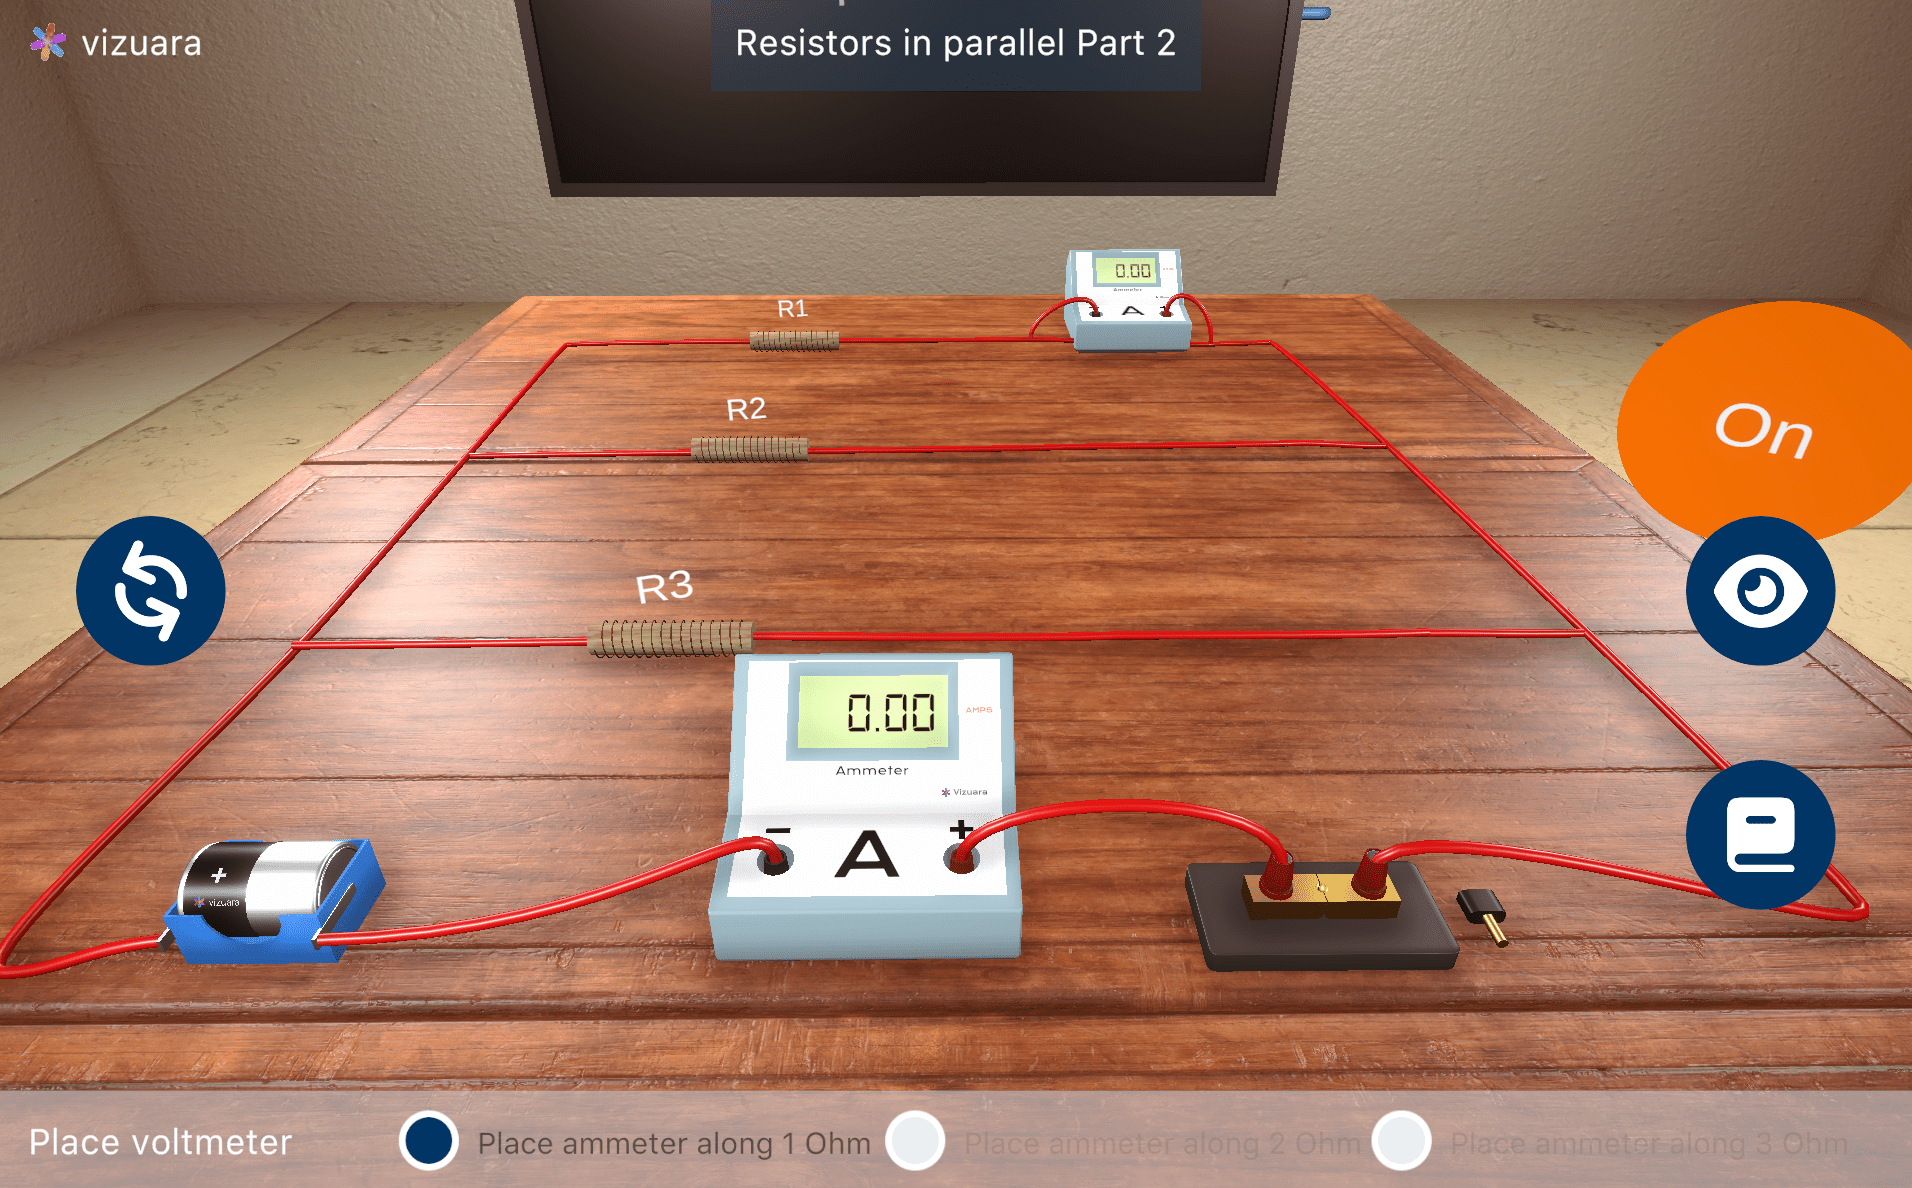 vizuara
Resistors in parallel Part 2
0.00
A
R1
R2
On
R3
0.00
AMPS
Ammeter
Vizuara
- +
A
+
vizuara
Place voltmeter
Place ammeter along 1 Ohm
Place ammeter along 2 Ohm
Place ammeter along 3 Ohm